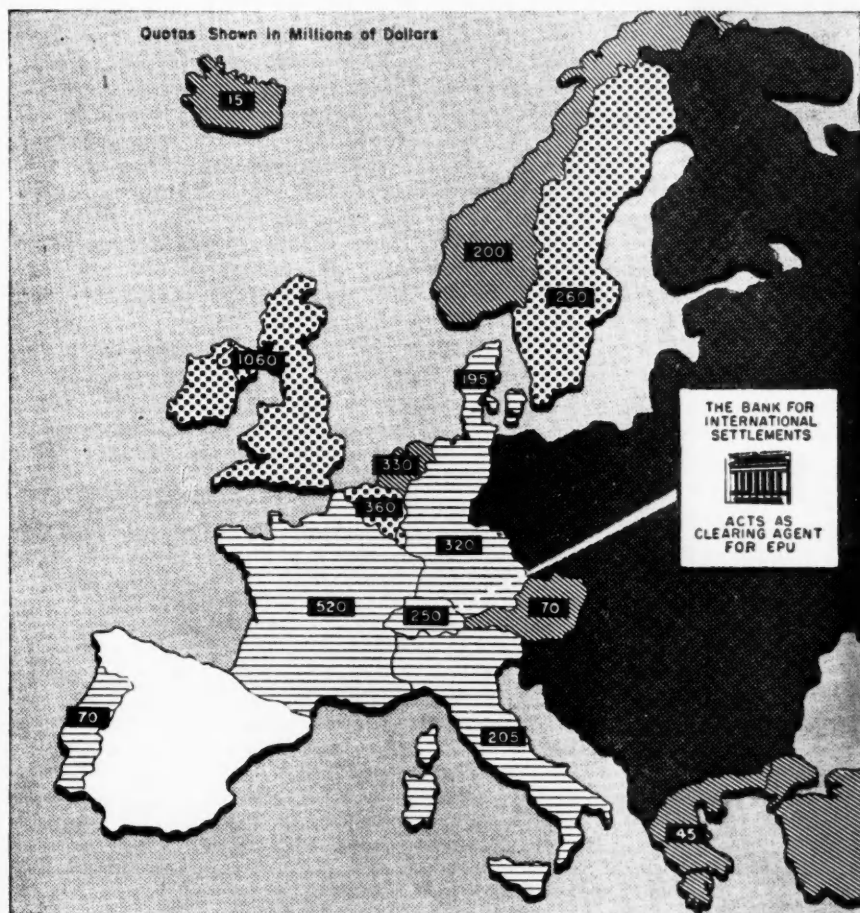 Quotas Shown in Millions of Dollars
15
200
260
1060
195
THE BANK FOR
INTERNATIONAL
SETTLEMENTS
330
360
ACTS AS
CLEARING AGENT
FOR EPU
320
520
250
70
70
205
45